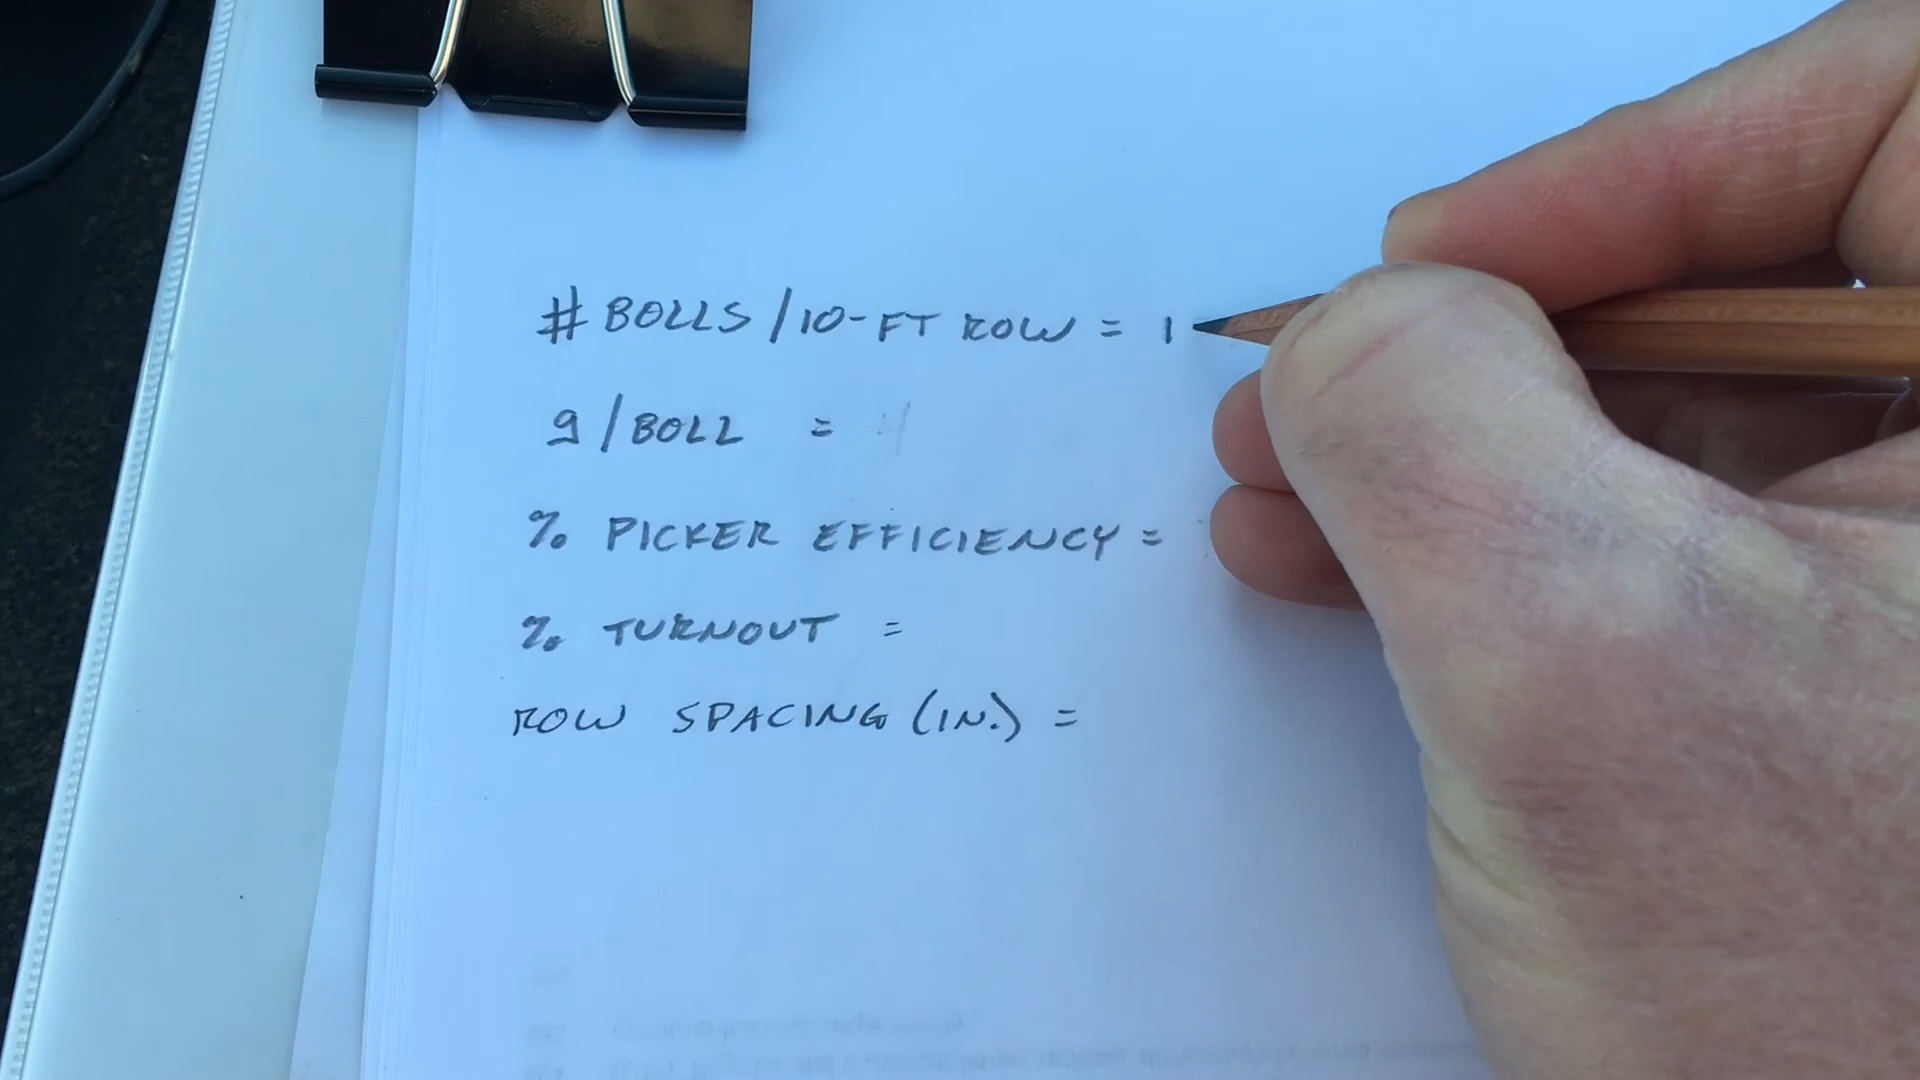 # BOLLS / 10-FT ROW = 1
g / BOLL = 4
% PICKER EFFICIENCY =
% TURNOUT =
ROW SPACING (IN.) =